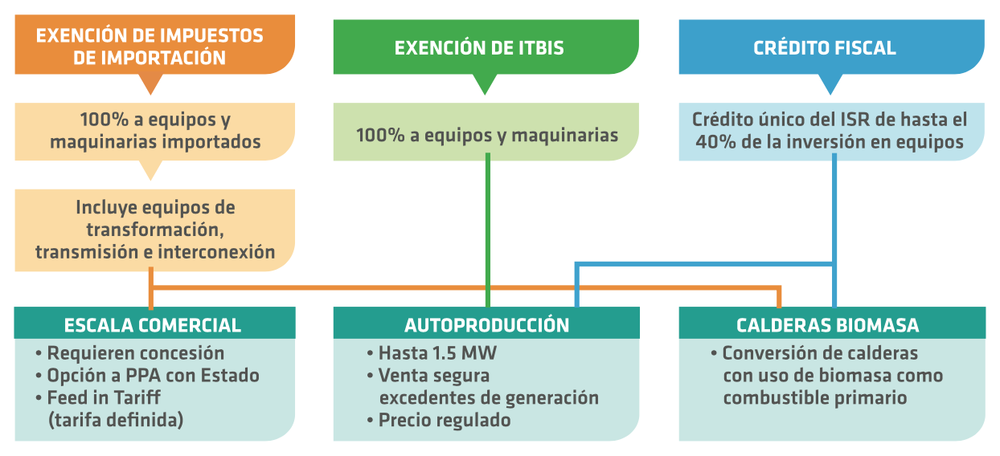 EXENCIÓN DE IMPUESTOS
DE IMPORTACIÓN
100% a equipos y
maquinarias importados
Incluye equipos de
transformación,
transmisión e interconexión
EXENCIÓN DE ITBIS
100% a equipos y maquinarias
CRÉDITO FISCAL
Crédito único del ISR de hasta el
40% de la inversión en equipos
ESCALA COMERCIAL
• Requieren concesión
• Opción a PPA con Estado
• Feed in Tariff
(tarifa definida)
AUTOPRODUCCIÓN
• Hasta 1.5 MW
• Venta segura
excedentes de generación
• Precio regulado
CALDERAS BIOMASA
• Conversión de calderas
con uso de biomasa como
combustible primario